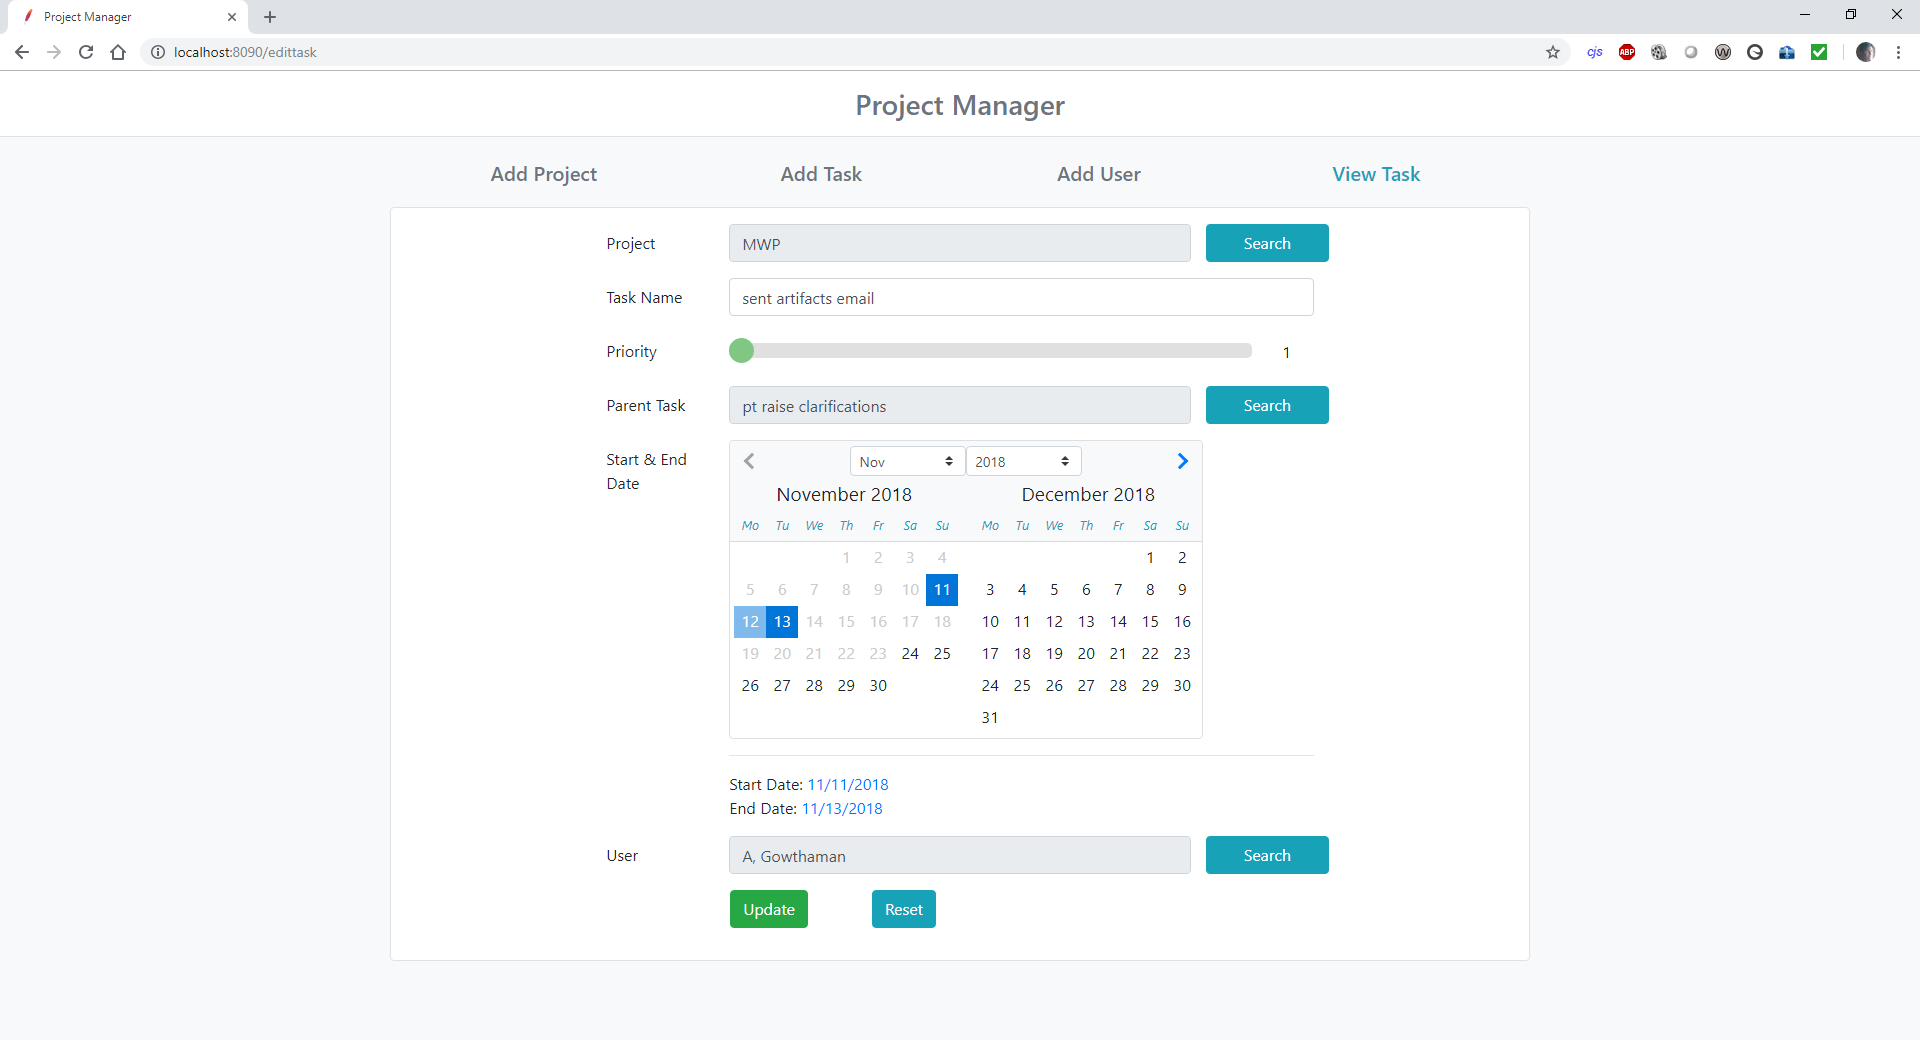 Project Manager
localhost:8090/edittask
cjs
ABP
Project Manager
Add Project Add Task Add User View Task
Project MWP Search
Task Name sent artifacts email
Priority 1
Parent Task pt raise clarifications Search
Start & End Date
Nov 2018
November 2018 December 2018
Mo Tu We Th Fr Sa Su Mo Tu We Th Fr Sa Su
1 2 3 4 1 2
5 6 7 8 9 10 11 3 4 5 6 7 8 9
12 13 14 15 16 17 18 10 11 12 13 14 15 16
19 20 21 22 23 24 25 17 18 19 20 21 22 23
26 27 28 29 30 24 25 26 27 28 29 30
31
Start Date: 11/11/2018
End Date: 11/13/2018
User A, Gowthaman Search
Update Reset